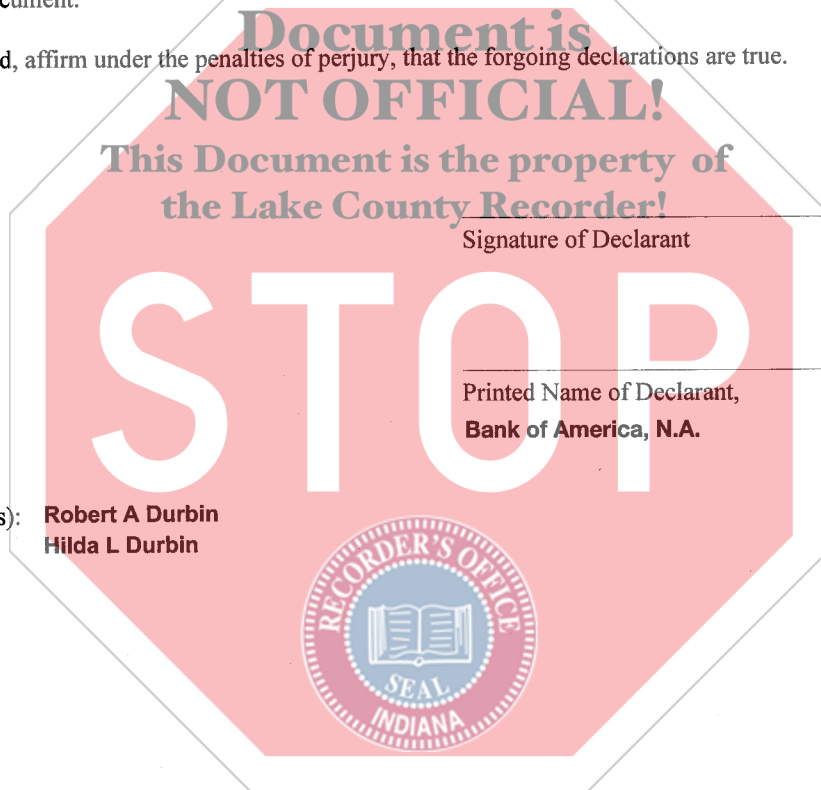 cument.
Document is
d, affirm under the penalties of perjury, that the forgoing declarations are true.
NOT OFFICIAL!
This Document is the property of
the Lake County Recorder!
Signature of Declarant
STOP
Printed Name of Declarant,
Bank of America, N.A.
s): Robert A Durbin
Hilda L Durbin
RECORDER'S OFFICE
SEAL
INDIANA